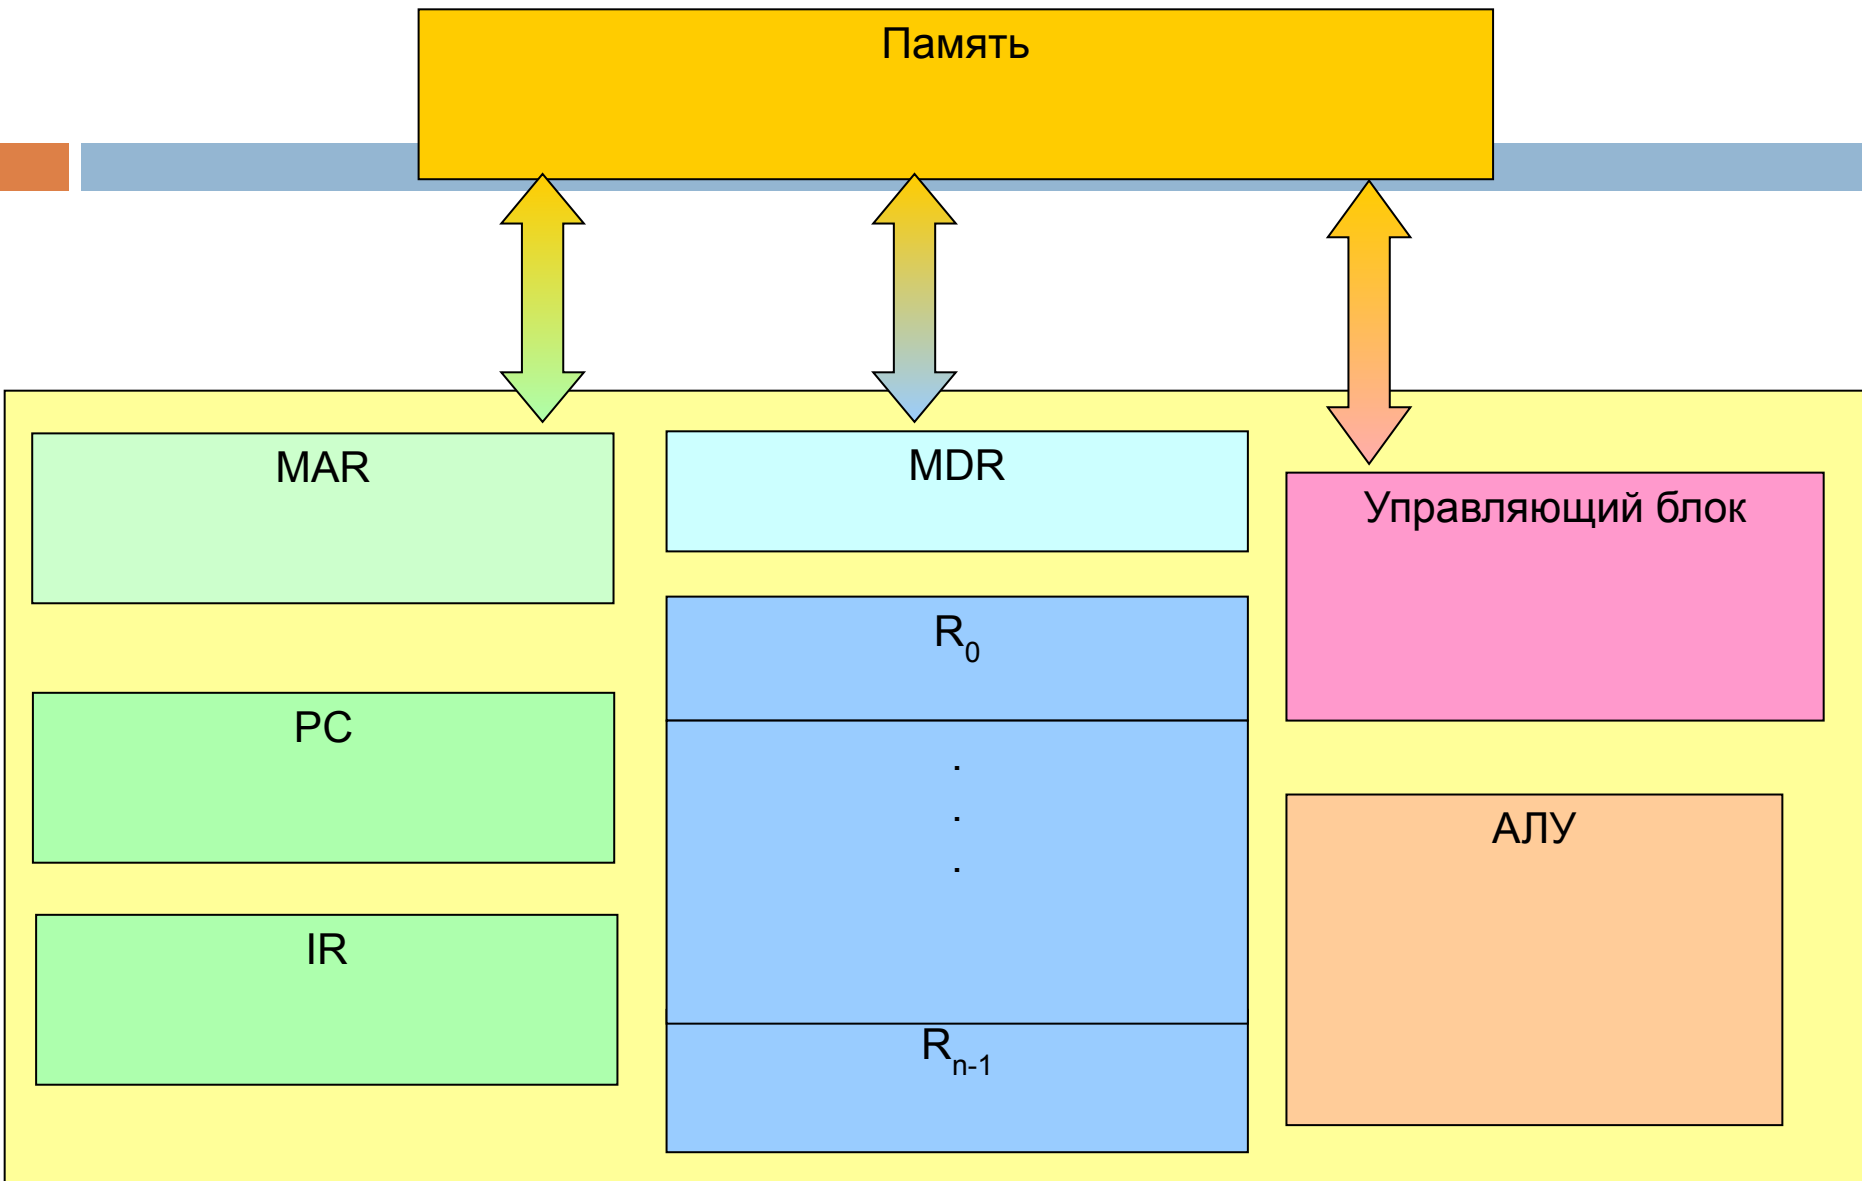 Память
MAR
MDR
Управляющий блок
R0
PC
.
.
.
АЛУ
IR
Rn-1